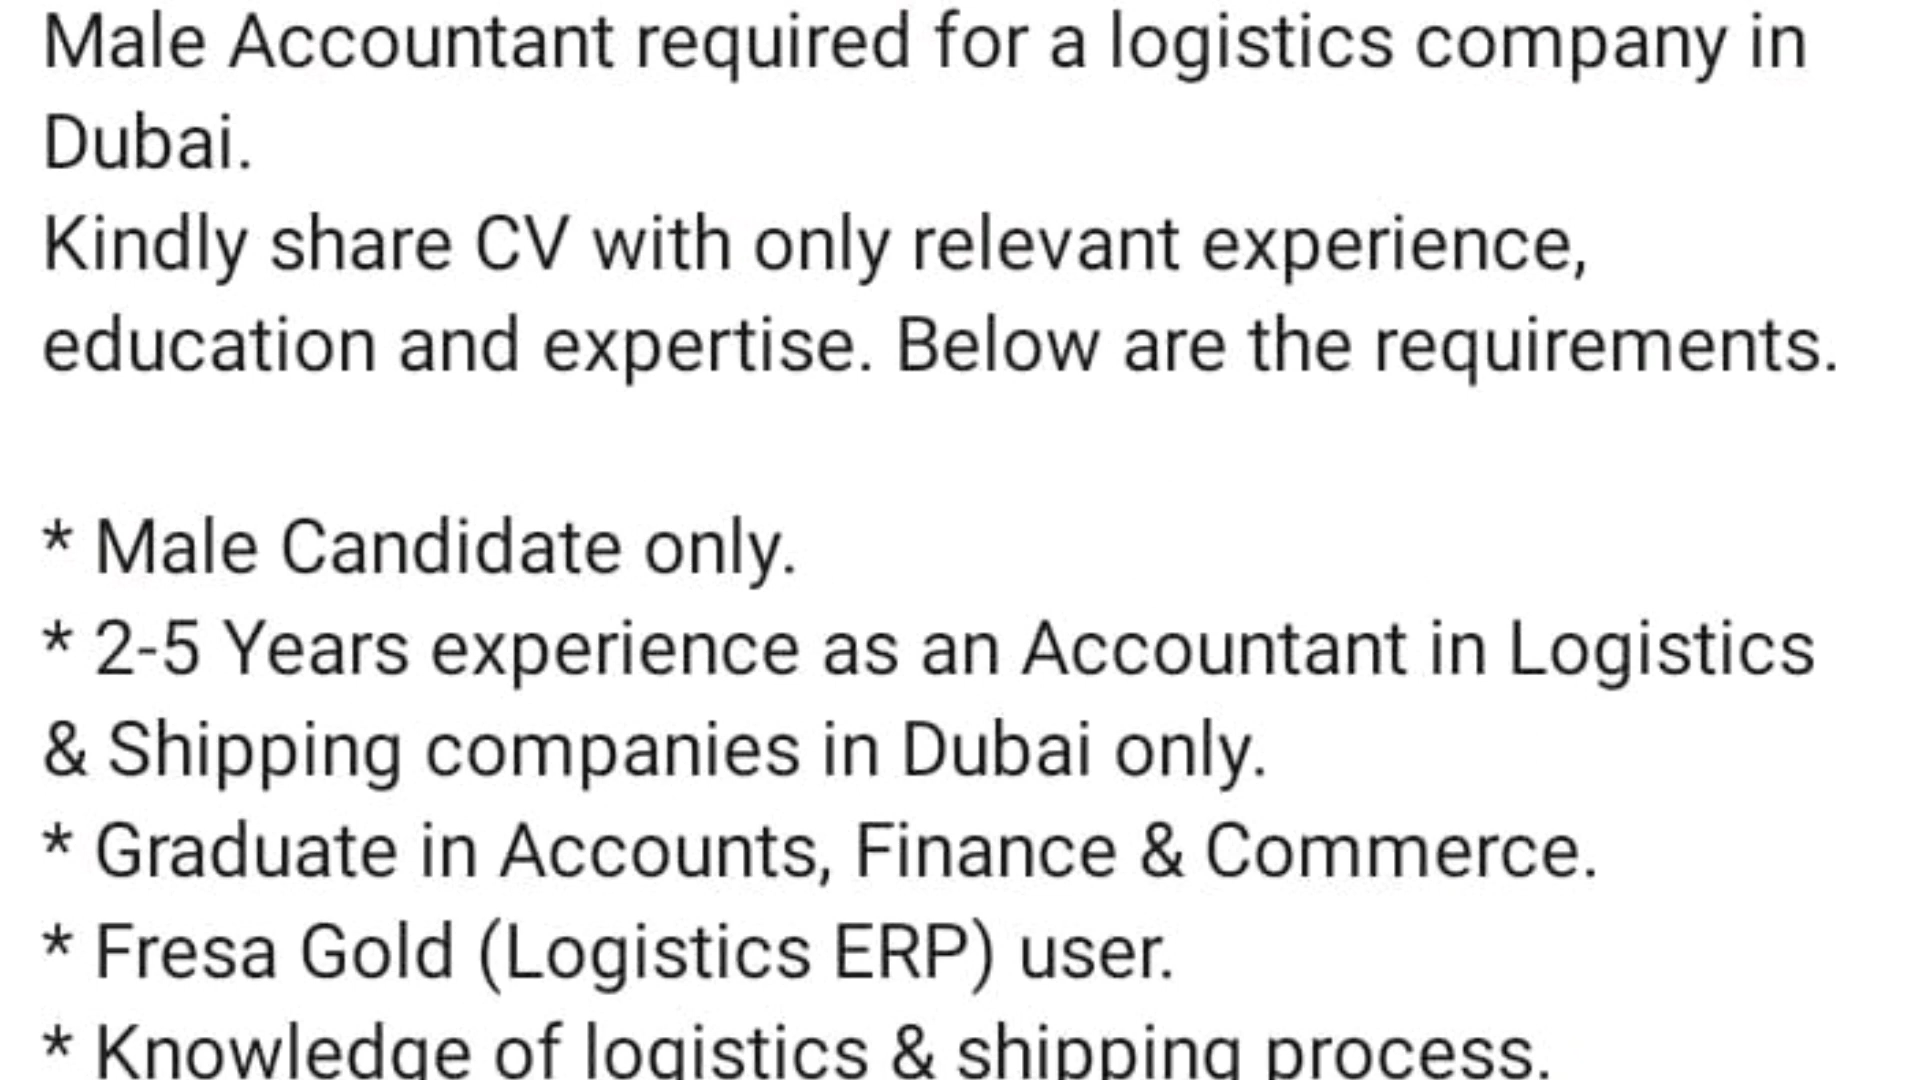 Male Accountant required for a logistics company in
Dubai.
Kindly share CV with only relevant experience,
education and expertise. Below are the requirements.
* Male Candidate only.
* 2-5 Years experience as an Accountant in Logistics
& Shipping companies in Dubai only.
* Graduate in Accounts, Finance & Commerce.
* Fresa Gold (Logistics ERP) user.
* Knowledge of logistics & shipping process.